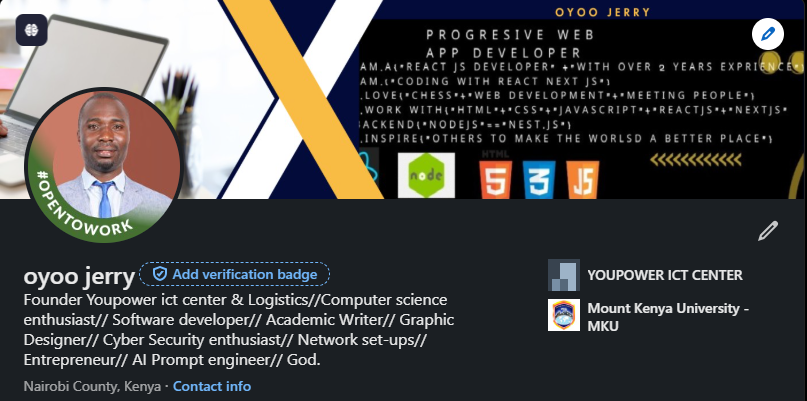 OYOO JERRY
PROGRESIVE WEB
APP DEVELOPER
AM.A{*REACT JS DEVELOPER* +*WITH OVER 2 YEARS EXPRIENCE*}
AM.{*CODING WITH REACT NEXT JS*}
.LOVE{*CHESS*+*WEB DEVELOPMENT*+*MEETING PEOPLE*}
.WORK WITH{*HTML*+*CSS*+*JAVASCRIPT*+*REACTJS*+*NEXTJS*
BACKEND{*NODEJS*==*NEST,JS*}
.INSPIRE{*OTHERS TO MAKE THE WORLSD A BETTER PLACE*}
node
HTML
5
3
JS
#OPENTOWORK
oyoo jerry
Add verification badge
Founder Youpower ict center & Logistics//Computer science
enthusiast// Software developer// Academic Writer// Graphic
Designer// Cyber Security enthusiast// Network set-ups//
Entrepreneur// AI Prompt engineer// God.
Nairobi County, Kenya · Contact info
YOUPOWER ICT CENTER
Mount Kenya University -
MKU